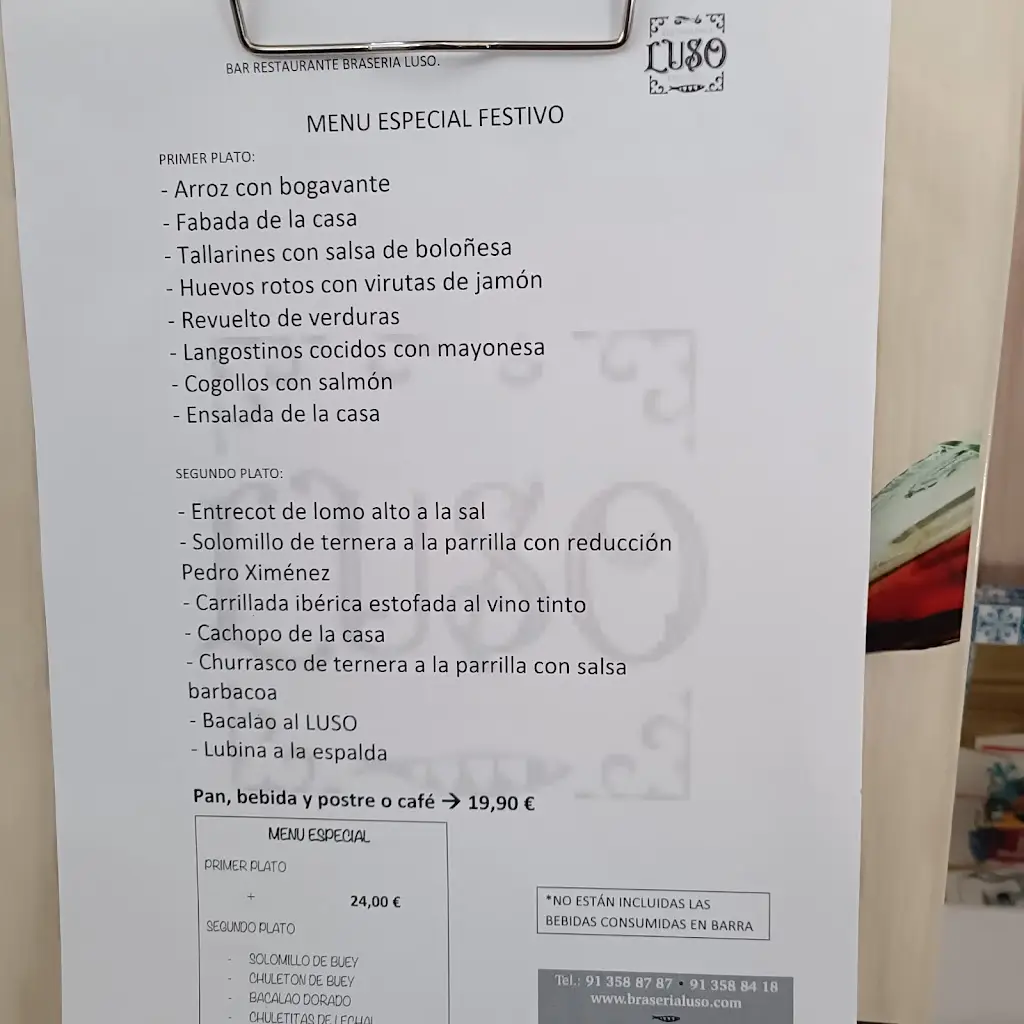 BAR RESTAURANTE BRASERIA LUSO.
LUSO
MENU ESPECIAL FESTIVO
PRIMER PLATO:
- Arroz con bogavante
- Fabada de la casa
- Tallarines con salsa de boloñesa
- Huevos rotos con virutas de jamón
- Revuelto de verduras
- Langostinos cocidos con mayonesa
- Cogollos con salmón
- Ensalada de la casa
SEGUNDO PLATO:
- Entrecot de lomo alto a la sal
- Solomillo de ternera a la parrilla con reducción
Pedro Ximénez
- Carrillada ibérica estofada al vino tinto
- Cachopo de la casa
- Churrasco de ternera a la parrilla con salsa
barbacoa
- Bacalao al LUSO
- Lubina a la espalda
LUSO
Pan, bebida y postre o café → 19,90 €
MENU ESPECIAL
PRIMER PLATO
+ 24,00 €
SEGUNDO PLATO
- SOLOMILLO DE BUEY
- CHULETON DE BUEY
- BACALAO DORADO
- CHULETITAS DE LECHAL
*NO ESTÁN INCLUIDAS LAS
BEBIDAS CONSUMIDAS EN BARRA
Tel.: 91 358 87 87 • 91 358 84 18
www.braserialuso.com